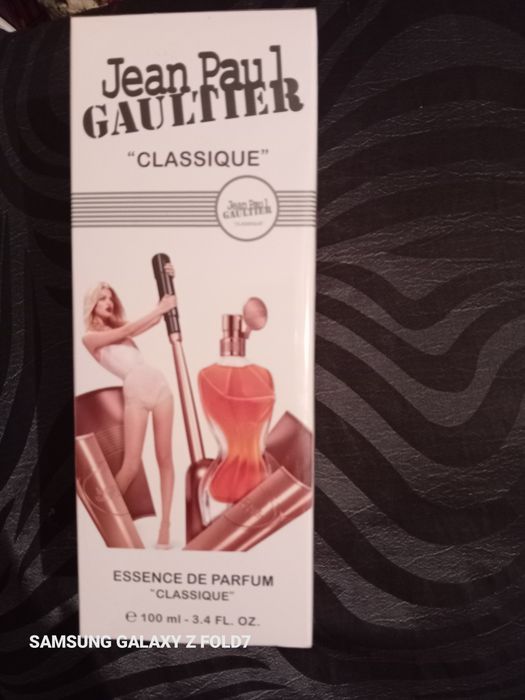 Jean Paul
GAULTIER
"CLASSIQUE"
Jean Paul
GAULTIER
"CLASSIQUE"
ESSENCE DE PARFUM
"CLASSIQUE"
℮ 100 ml - 3.4 FL. OZ.
SAMSUNG GALAXY Z FOLD7